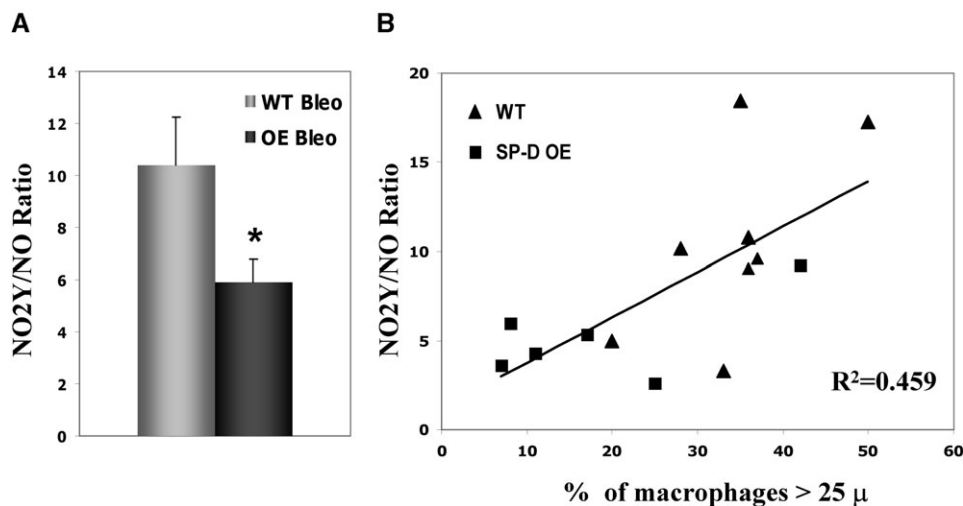 A
NO2Y/NO Ratio
14
12
10
8
6
4
2
0
WT Bleo
OE Bleo
*
B
NO2Y/NO Ratio
20
15
10
5
0
WT
SP-D OE
R²=0.459
0 10 20 30 40 50 60
% of macrophages > 25 μ